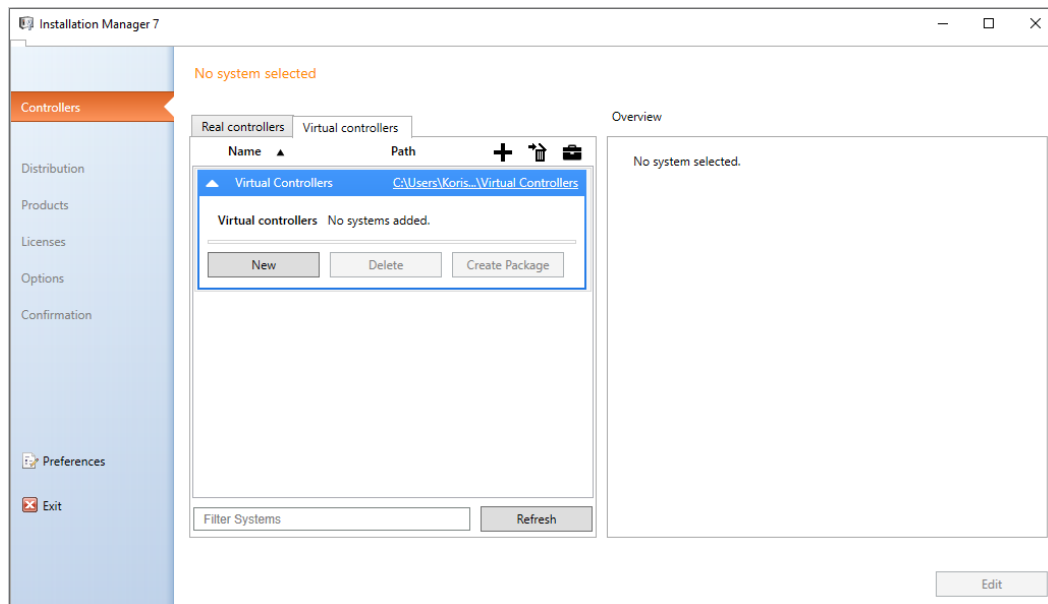 Installation Manager 7
No system selected
Controllers
Distribution
Products
Licenses
Options
Confirmation
Preferences
Exit
Real controllers Virtual controllers
Name Path
Virtual Controllers C:\Users\Koris...\Virtual Controllers
Virtual controllers No systems added.
New Delete Create Package
Filter Systems Refresh
Overview
No system selected.
Edit